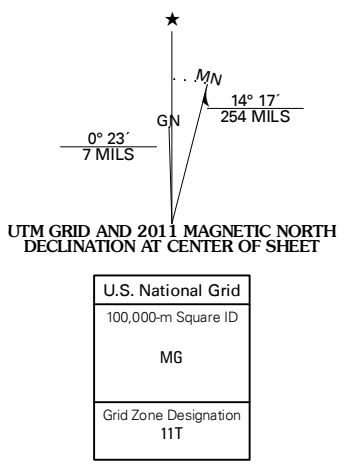 MN
GN
14° 17´
254 MILS
0° 23´
7 MILS
UTM GRID AND 2011 MAGNETIC NORTH
DECLINATION AT CENTER OF SHEET
U.S. National Grid
100,000-m Square ID
MG
Grid Zone Designation
11T